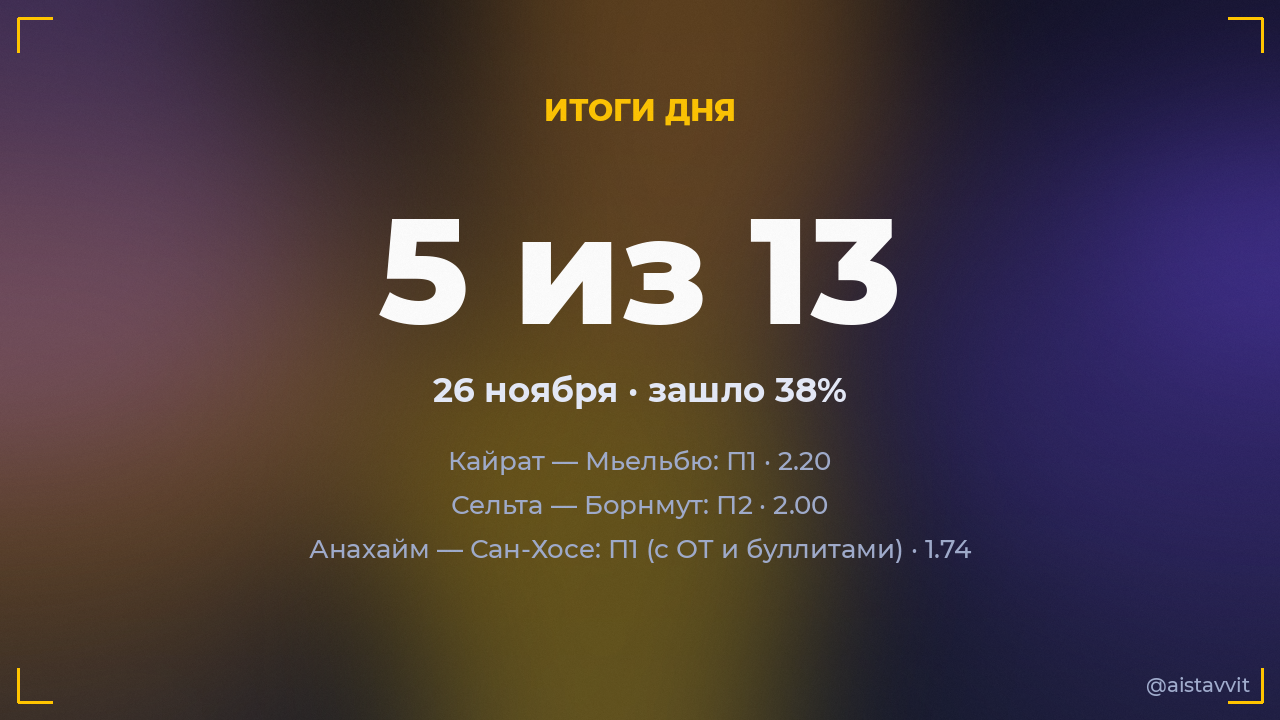 ИТОГИ ДНЯ
5 из 13
26 ноября · зашло 38%
Кайрат — Мьельбю: П1 · 2.20
Сельта — Борнмут: П2 · 2.00
Анахайм — Сан-Хосе: П1 (с ОТ и буллитами) · 1.74
@aistavvit